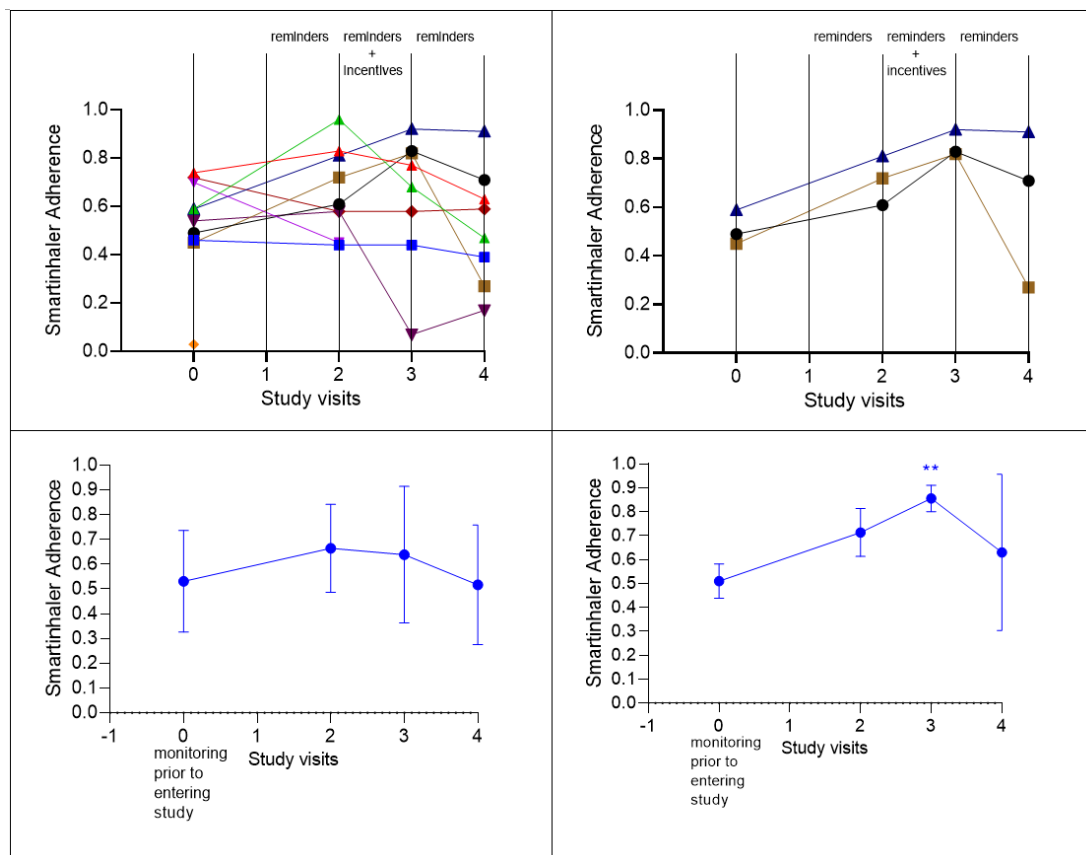 reminders reminders reminders
+
Incentives
Smartinhaler Adherence
1.0
0.8
0.6
0.4
0.2
0.0
0 1 2 3 4
Study visits
reminders reminders reminders
+
incentives
Smartinhaler Adherence
1.0
0.8
0.6
0.4
0.2
0.0
0 1 2 3 4
Study visits
Smartinhaler Adherence
1.0
0.9
0.8
0.7
0.6
0.5
0.4
0.3
0.2
0.1
0.0
-1 0 1 2 3 4
Study visits
monitoring
prior to
entering
study
Smartinhaler Adherence
1.0
0.9
0.8
0.7
0.6
0.5
0.4
0.3
0.2
0.1
0.0
**
-1 0 1 2 3 4
Study visits
monitoring
prior to
entering
study